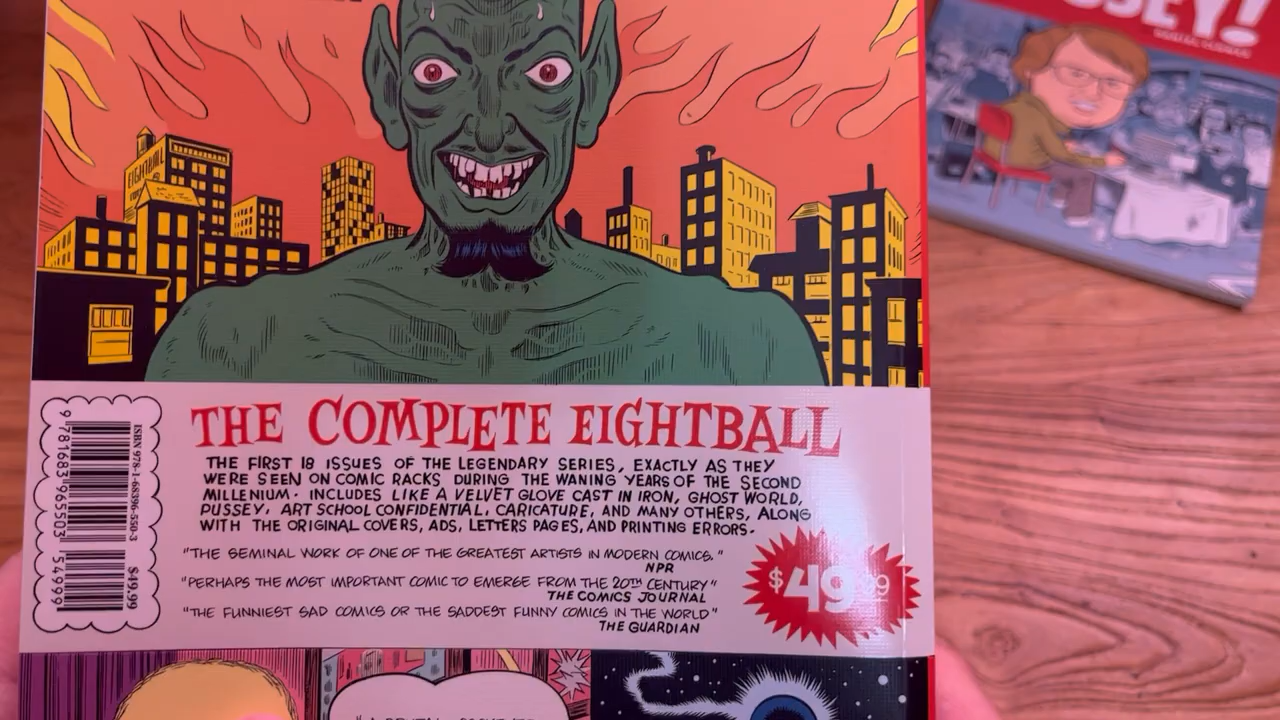 SSEY!
DANIEL CLOWES
EIGHTBALL
THE COMPLETE EIGHTBALL
THE FIRST 18 ISSUES OF THE LEGENDARY SERIES, EXACTLY AS THEY
WERE SEEN ON COMIC RACKS DURING THE WANING YEARS OF THE SECOND
MILLENIUM. INCLUDES LIKE A VELVET GLOVE CAST IN IRON, GHOST WORLD,
PUSSEY, ART SCHOOL CONFIDENTIAL, CARICATURE, AND MANY OTHERS, ALONG
WITH THE ORIGINAL COVERS, ADS, LETTERS PAGES, AND PRINTING ERRORS.
"THE SEMINAL WORK OF ONE OF THE GREATEST ARTISTS IN MODERN COMICS."
NPR
"PERHAPS THE MOST IMPORTANT COMIC TO EMERGE FROM THE 20TH CENTURY"
THE COMICS JOURNAL
"THE FUNNIEST SAD COMICS OR THE SADDEST FUNNY COMICS IN THE WORLD"
THE GUARDIAN
$49.99
ISBN 978-1-68396-550-3 $49.99
9 781683 965503 54999